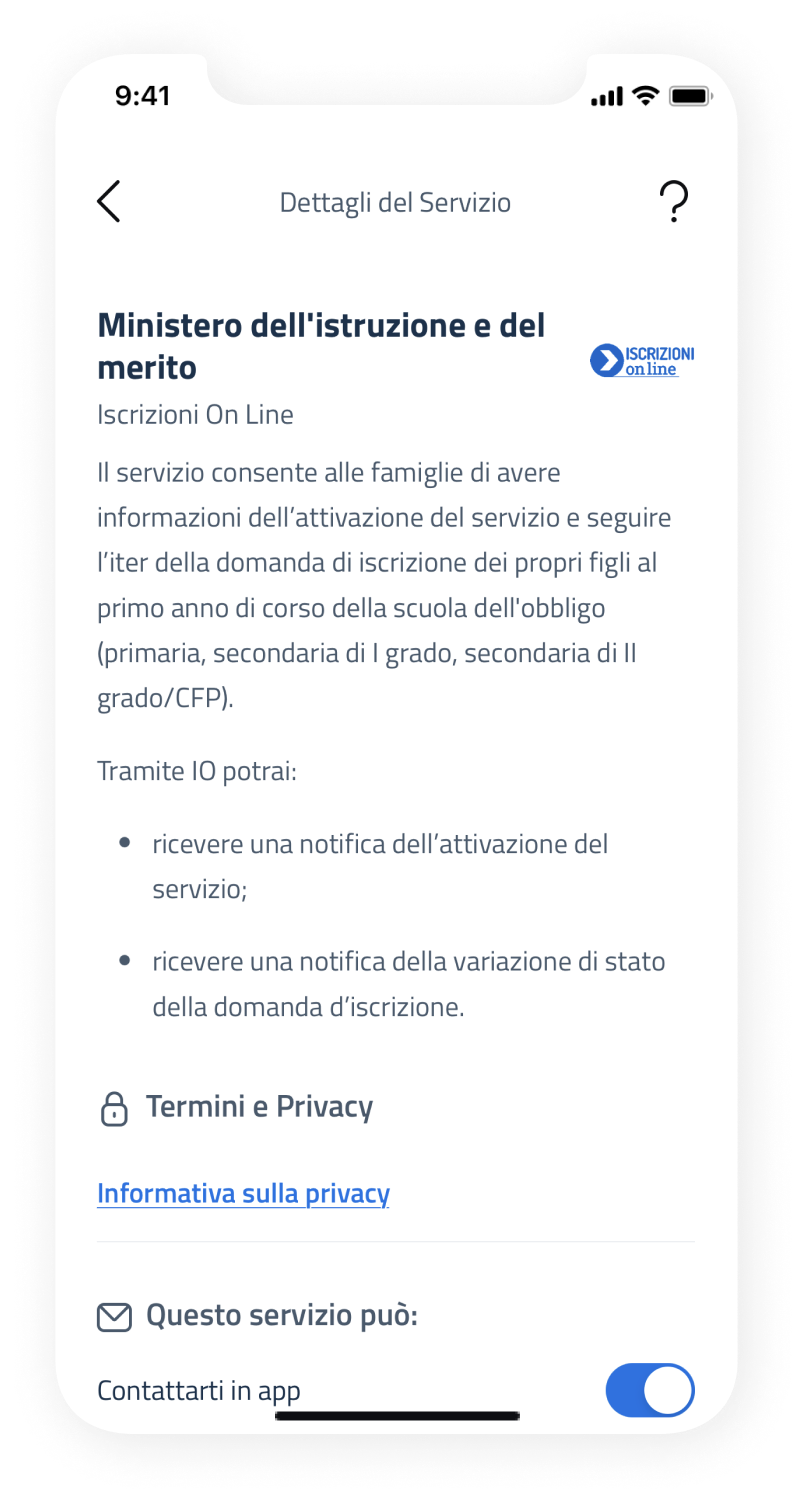 9:41
Dettagli del Servizio
Ministero dell'istruzione e del
merito
ISCRIZIONI
on line
Iscrizioni On Line
Il servizio consente alle famiglie di avere
informazioni dell’attivazione del servizio e seguire
l’iter della domanda di iscrizione dei propri figli al
primo anno di corso della scuola dell'obbligo
(primaria, secondaria di I grado, secondaria di II
grado/CFP).
Tramite IO potrai:
• ricevere una notifica dell’attivazione del
servizio;
• ricevere una notifica della variazione di stato
della domanda d’iscrizione.
Termini e Privacy
Informativa sulla privacy
Questo servizio può:
Contattarti in app